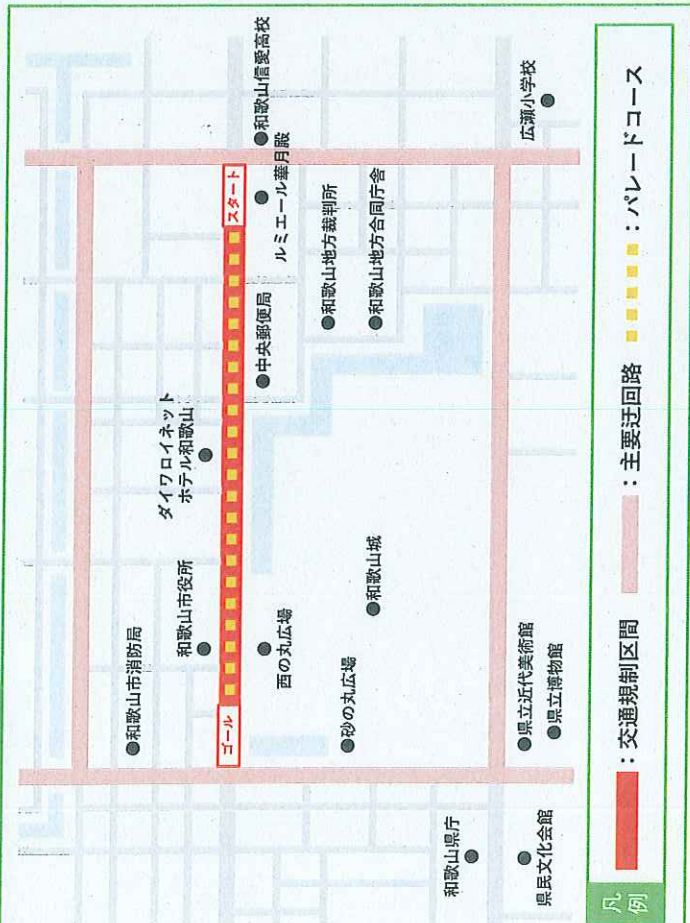 和歌山市消防局
和歌山市役所
ダイワロイネット
ホテル和歌山
ゴール
スタート
和歌山信愛高校
ルミエール華月殿
中央郵便局
西の丸広場
和歌山地方裁判所
和歌山地方合同庁舎
砂の丸広場
和歌山城
和歌山県庁
県民文化会館
県立近代美術館
県立博物館
広瀬小学校
凡例
：交通規制区間
：主要迂回路
：パレードコース